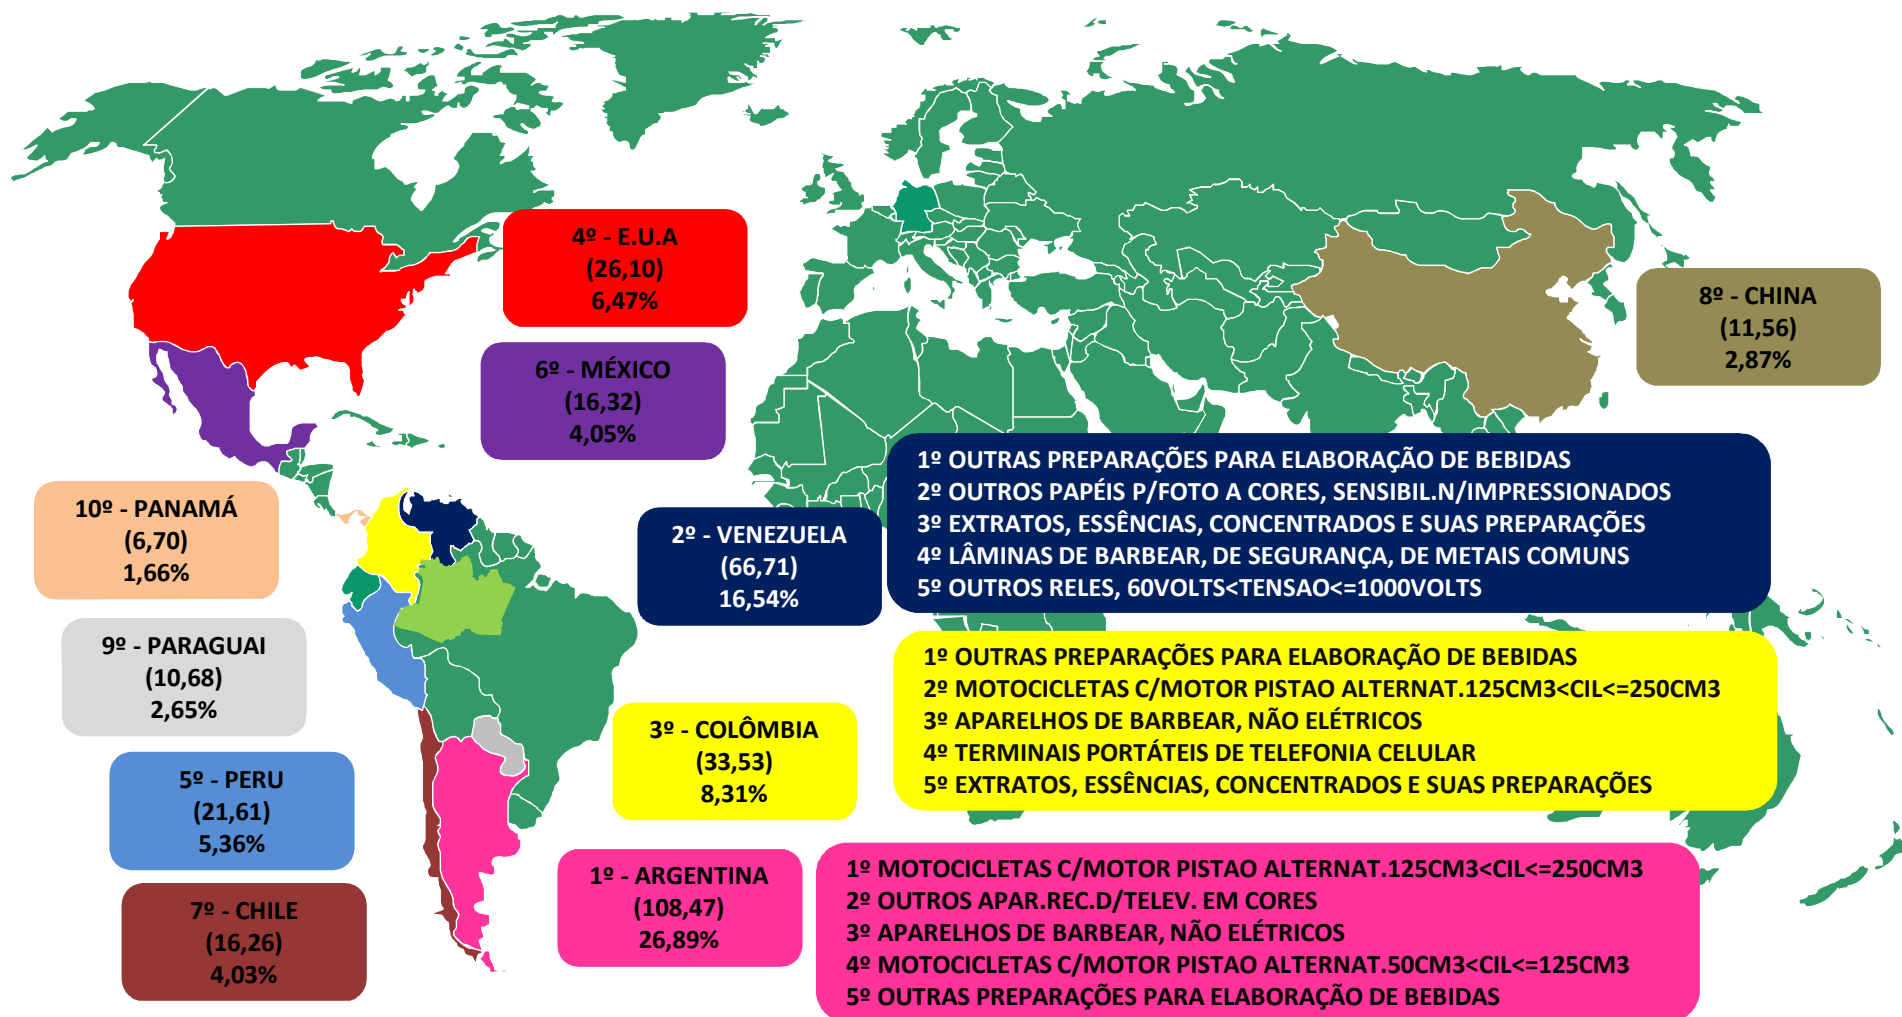 4º - E.U.A
(26,10)
6,47%
8º - CHINA
(11,56)
2,87%
6º - MÉXICO
(16,32)
4,05%
10º - PANAMÁ
(6,70)
1,66%
2º - VENEZUELA
(66,71)
16,54%
1º OUTRAS PREPARAÇÕES PARA ELABORAÇÃO DE BEBIDAS
2º OUTROS PAPÉIS P/FOTO A CORES, SENSIBIL.N/IMPRESSIONADOS
3º EXTRATOS, ESSÊNCIAS, CONCENTRADOS E SUAS PREPARAÇÕES
4º LÂMINAS DE BARBEAR, DE SEGURANÇA, DE METAIS COMUNS
5º OUTROS RELES, 60VOLTS<TENSAO<=1000VOLTS
9º - PARAGUAI
(10,68)
2,65%
3º - COLÔMBIA
(33,53)
8,31%
1º OUTRAS PREPARAÇÕES PARA ELABORAÇÃO DE BEBIDAS
2º MOTOCICLETAS C/MOTOR PISTAO ALTERNAT.125CM3<CIL<=250CM3
3º APARELHOS DE BARBEAR, NÃO ELÉTRICOS
4º TERMINAIS PORTÁTEIS DE TELEFONIA CELULAR
5º EXTRATOS, ESSÊNCIAS, CONCENTRADOS E SUAS PREPARAÇÕES
5º - PERU
(21,61)
5,36%
7º - CHILE
(16,26)
4,03%
1º - ARGENTINA
(108,47)
26,89%
1º MOTOCICLETAS C/MOTOR PISTAO ALTERNAT.125CM3<CIL<=250CM3
2º OUTROS APAR.REC.D/TELEV. EM CORES
3º APARELHOS DE BARBEAR, NÃO ELÉTRICOS
4º MOTOCICLETAS C/MOTOR PISTAO ALTERNAT.50CM3<CIL<=125CM3
5º OUTRAS PREPARAÇÕES PARA ELABORAÇÃO DE BEBIDAS